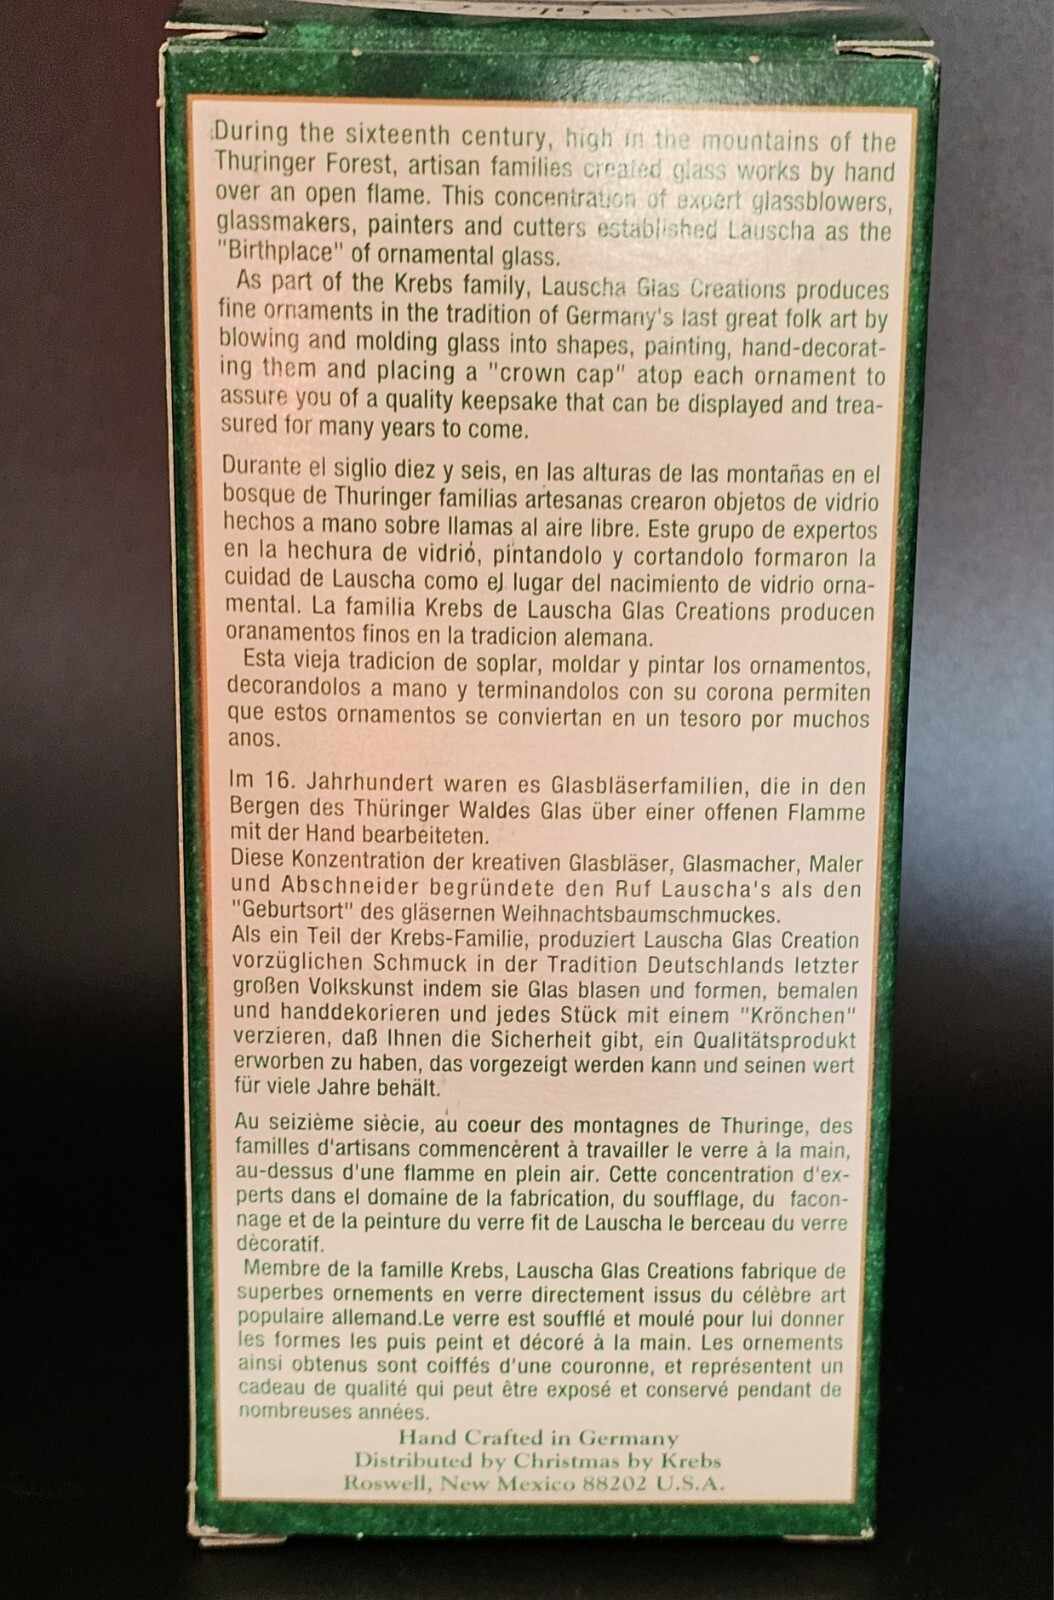 During the sixteenth century, high in the mountains of the
Thuringer Forest, artisan families created glass works by hand
over an open flame. This concentration of expert glassblowers,
glassmakers, painters and cutters established Lauscha as the
"Birthplace" of ornamental glass.
As part of the Krebs family, Lauscha Glas Creations produces
fine ornaments in the tradition of Germany's last great folk art by
blowing and molding glass into shapes, painting, hand-decorat-
ing them and placing a "crown cap" atop each ornament to
assure you of a quality keepsake that can be displayed and trea-
sured for many years to come.
Durante el siglio diez y seis, en las alturas de las montañas en el
bosque de Thuringer familias artesanas crearon objetos de vidrio
hechos a mano sobre llamas al aire libre. Este grupo de expertos
en la hechura de vidrió, pintandolo y cortandolo formaron la
cuidad de Lauscha como el lugar del nacimiento de vidrio orna-
mental. La familia Krebs de Lauscha Glas Creations producen
oranamentos finos en la tradicion alemana.
Esta vieja tradicion de soplar, moldar y pintar los ornamentos,
decorandolos a mano y terminandolos con su corona permiten
que estos ornamentos se conviertan en un tesoro por muchos
anos.
Im 16. Jahrhundert waren es Glasbläserfamilien, die in den
Bergen des Thüringer Waldes Glas über einer offenen Flamme
mit der Hand bearbeiteten.
Diese Konzentration der kreativen Glasbläser, Glasmacher, Maler
und Abschneider begründete den Ruf Lauscha's als den
"Geburtsort" des gläsernen Weihnachtsbaumschmuckes.
Als ein Teil der Krebs-Familie, produziert Lauscha Glas Creation
vorzüglichen Schmuck in der Tradition Deutschlands letzter
großen Volkskunst indem sie Glas blasen und formen, bemalen
und handdekorieren und jedes Stück mit einem "Krönchen"
verzieren, daß Ihnen die Sicherheit gibt, ein Qualitätsprodukt
erworben zu haben, das vorgezeigt werden kann und seinen wert
für viele Jahre behält.
Au seizième siècie, au coeur des montagnes de Thuringe, des
familles d'artisans commencèrent à travailler le verre à la main,
au-dessus d'une flamme en plein air. Cette concentration d'ex-
perts dans el domaine de la fabrication, du soufflage, du facon-
nage et de la peinture du verre fit de Lauscha le berceau du verre
dècoratif.
Membre de la famille Krebs, Lauscha Glas Creations fabrique de
superbes ornements en verre directement issus du célèbre art
populaire allemand.Le verre est soufflé et moulé pour lui donner
les formes les puis peint et décoré à la main. Les ornements
ainsi obtenus sont coiffés d'une couronne, et représentent un
cadeau de qualité qui peut être exposé et conservé pendant de
nombreuses années.
Hand Crafted in Germany
Distributed by Christmas by Krebs
Roswell, New Mexico 88202 U.S.A.